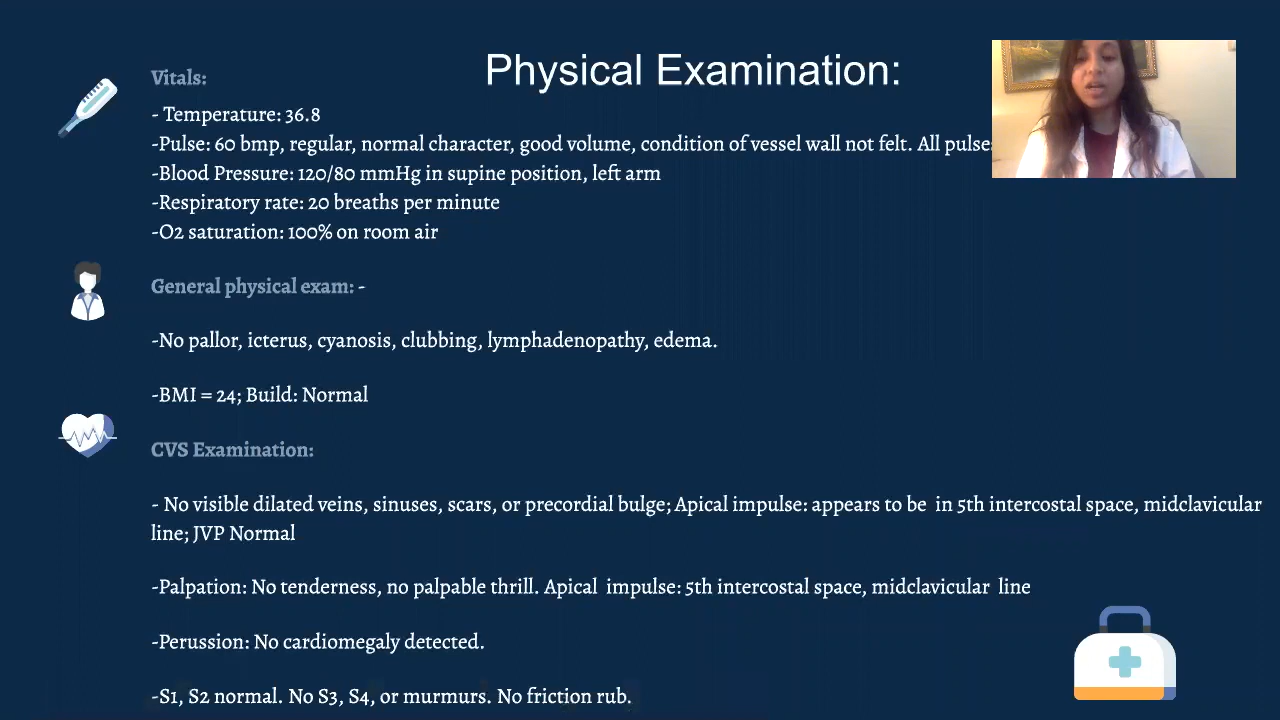 Physical Examination:
Vitals:
- Temperature: 36.8
-Pulse: 60 bmp, regular, normal character, good volume, condition of vessel wall not felt. All pulses
-Blood Pressure: 120/80 mmHg in supine position, left arm
-Respiratory rate: 20 breaths per minute
-O2 saturation: 100% on room air
General physical exam: -
-No pallor, icterus, cyanosis, clubbing, lymphadenopathy, edema.
-BMI = 24; Build: Normal
CVS Examination:
- No visible dilated veins, sinuses, scars, or precordial bulge; Apical impulse: appears to be  in 5th intercostal space, midclavicular
line; JVP Normal
-Palpation: No tenderness, no palpable thrill. Apical  impulse: 5th intercostal space, midclavicular  line
-Perussion: No cardiomegaly detected.
-S1, S2 normal. No S3, S4, or murmurs. No friction rub.